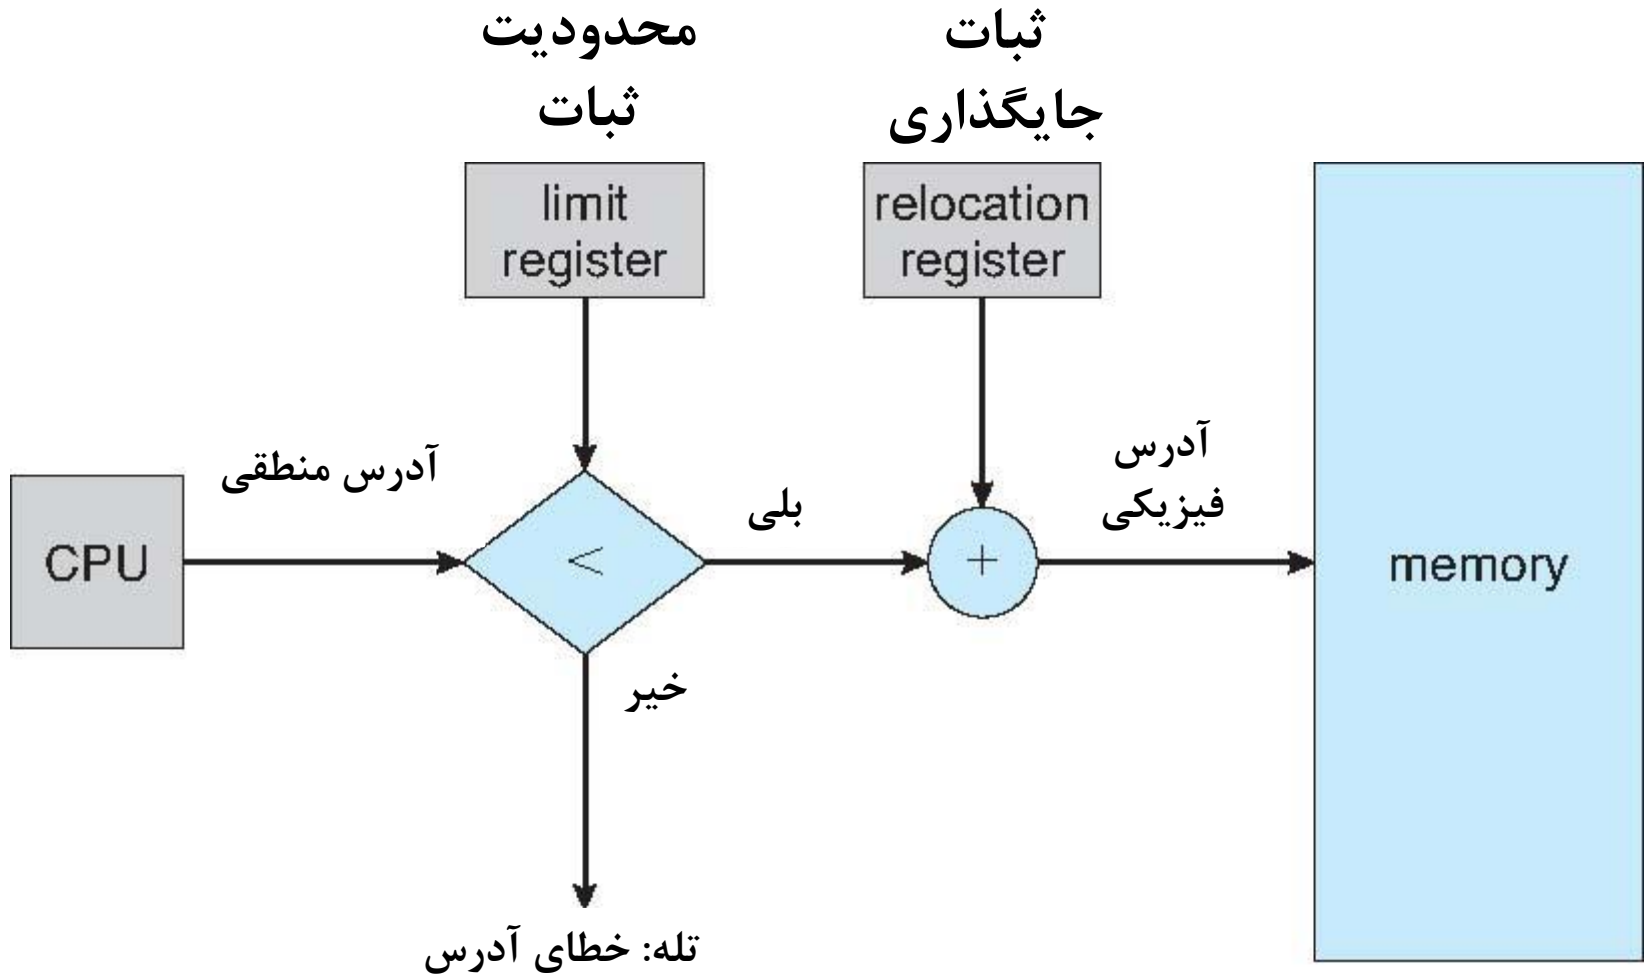 محدودیت
ثبات
ثبات
جایگذاری
limit
register
relocation
register
آدرس منطقی
آدرس
فیزیکی
بلی
CPU
<
+
memory
خیر
تله: خطای آدرس